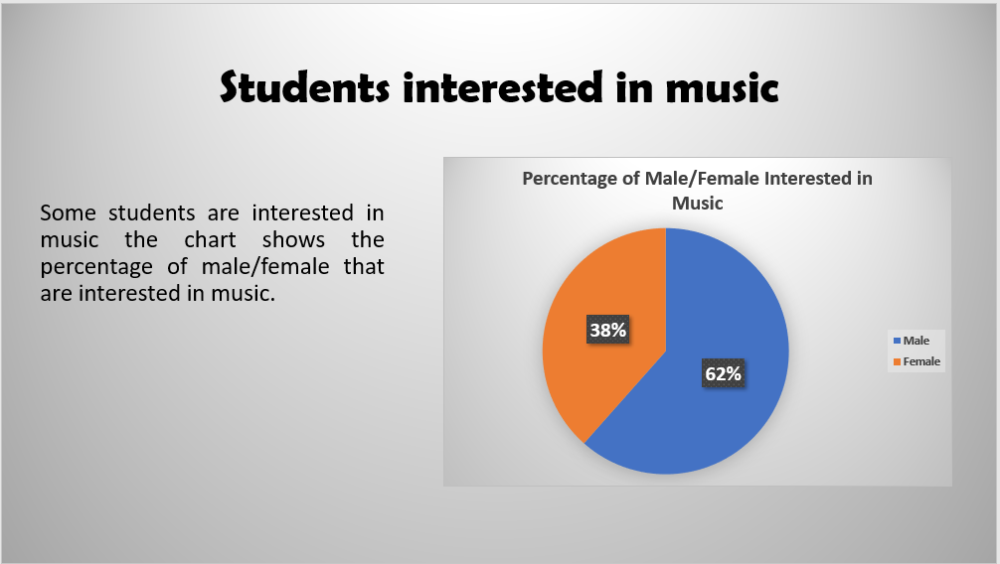 Students interested in music
Some students are interested in
music the chart shows the
percentage of male/female that
are interested in music.
Percentage of Male/Female Interested in
Music
38%
62%
Male
Female